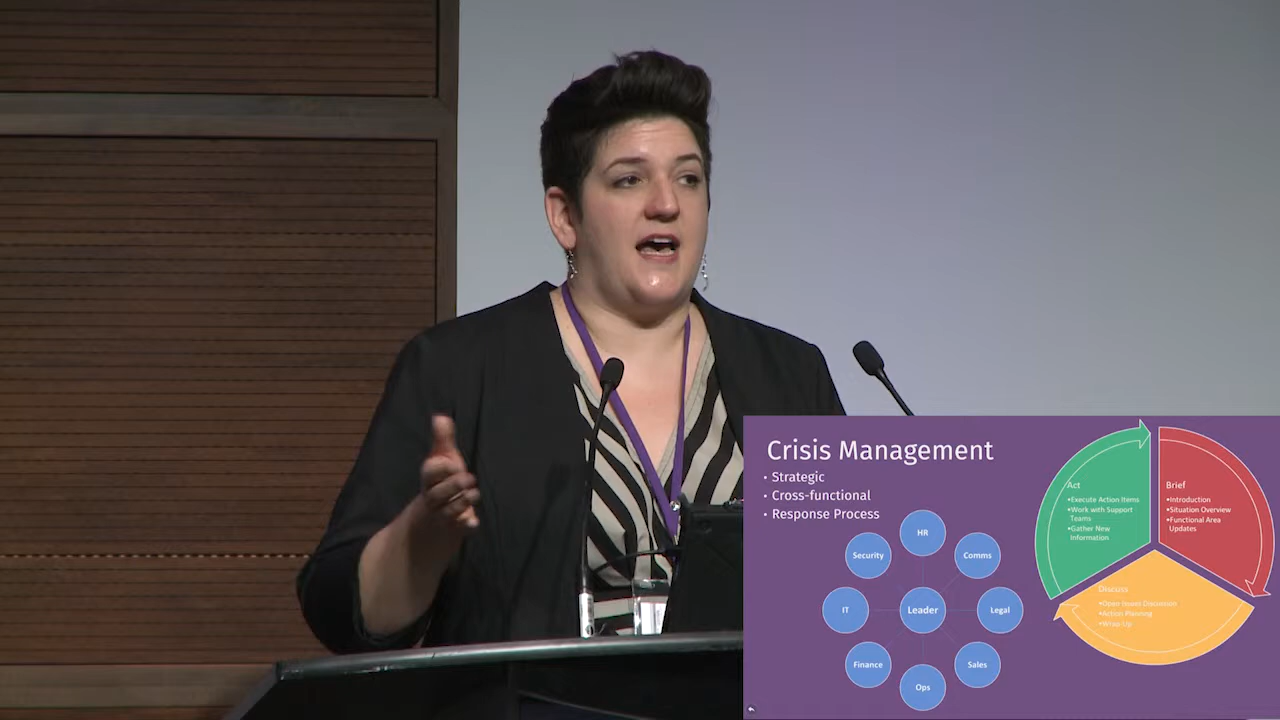 Crisis Management
• Strategic
• Cross-functional
• Response Process
HR
Security
Comms
IT
Leader
Legal
Finance
Sales
Ops
Act
•Execute Action Items
•Work with Support
Teams
•Gather New
Information
Brief
•Introduction
•Situation Overview
•Functional Area
Updates
Discuss
•Open Issues Discussion
•Action Planning
•Wrap-Up